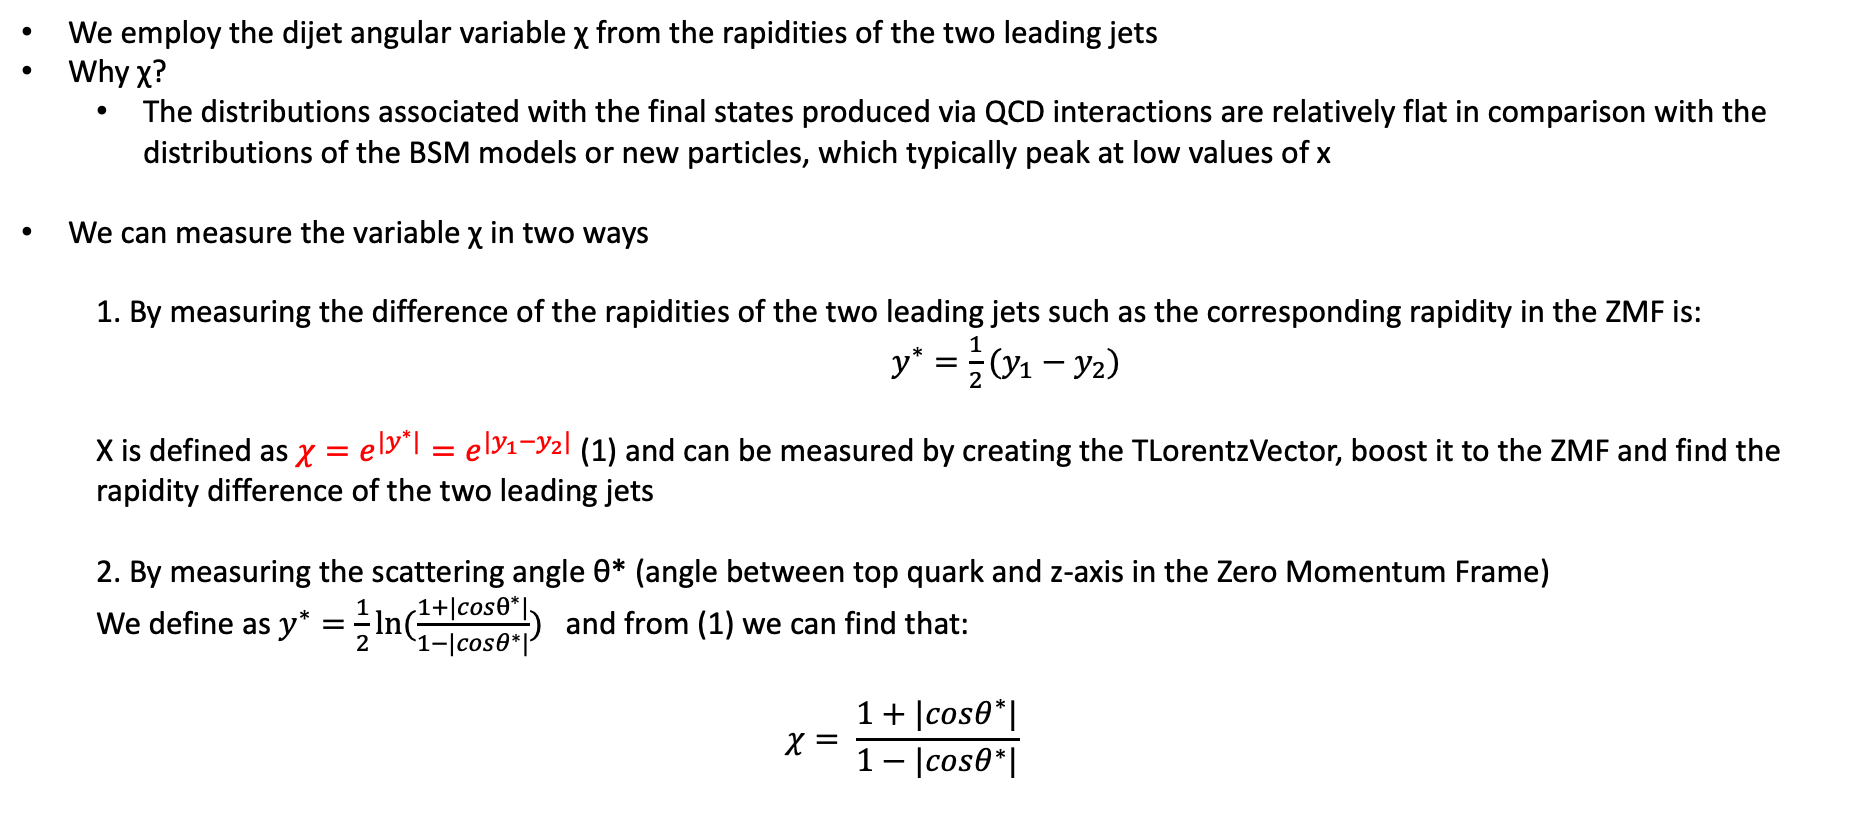 • We employ the dijet angular variable χ from the rapidities of the two leading jets
• Why χ?
• The distributions associated with the final states produced via QCD interactions are relatively flat in comparison with the
distributions of the BSM models or new particles, which typically peak at low values of x
• We can measure the variable χ in two ways
1. By measuring the difference of the rapidities of the two leading jets such as the corresponding rapidity in the ZMF is:
y* = 1/2 (y₁ − y₂)
X is defined as χ = e^|y*| = e^|y₁−y₂| (1) and can be measured by creating the TLorentzVector, boost it to the ZMF and find the
rapidity difference of the two leading jets
2. By measuring the scattering angle θ* (angle between top quark and z-axis in the Zero Momentum Frame)
We define as y* = 1/2 ln((1+|cosθ*|)/(1−|cosθ*|)) and from (1) we can find that:
χ = (1 + |cosθ*|)/(1 − |cosθ*|)